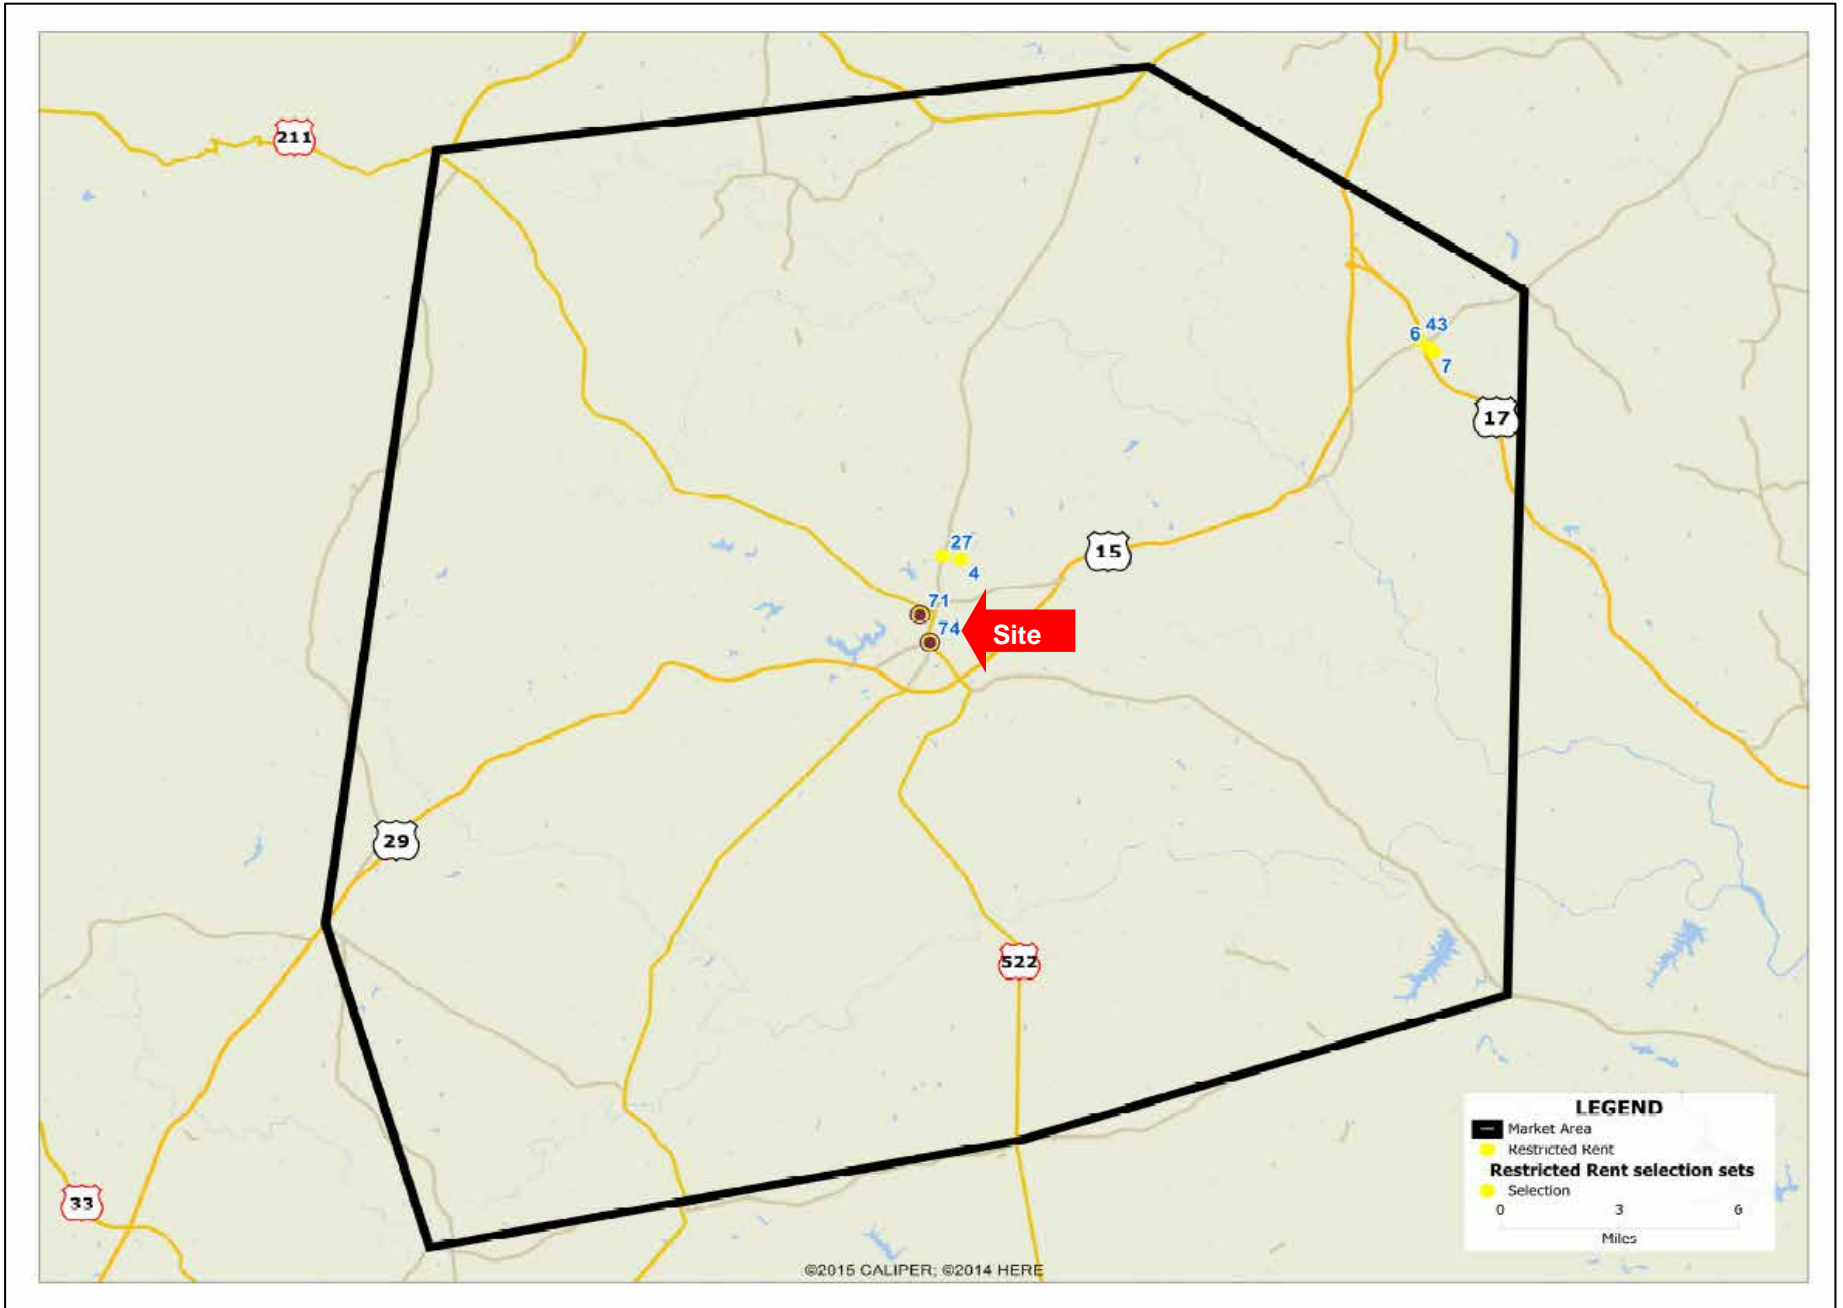 211
6 43
7
17
27
4
15
71
74
Site
29
522
33
LEGEND
Market Area
Restricted Rent
Restricted Rent selection sets
Selection
0 3 6
Miles
©2015 CALIPER; ©2014 HERE